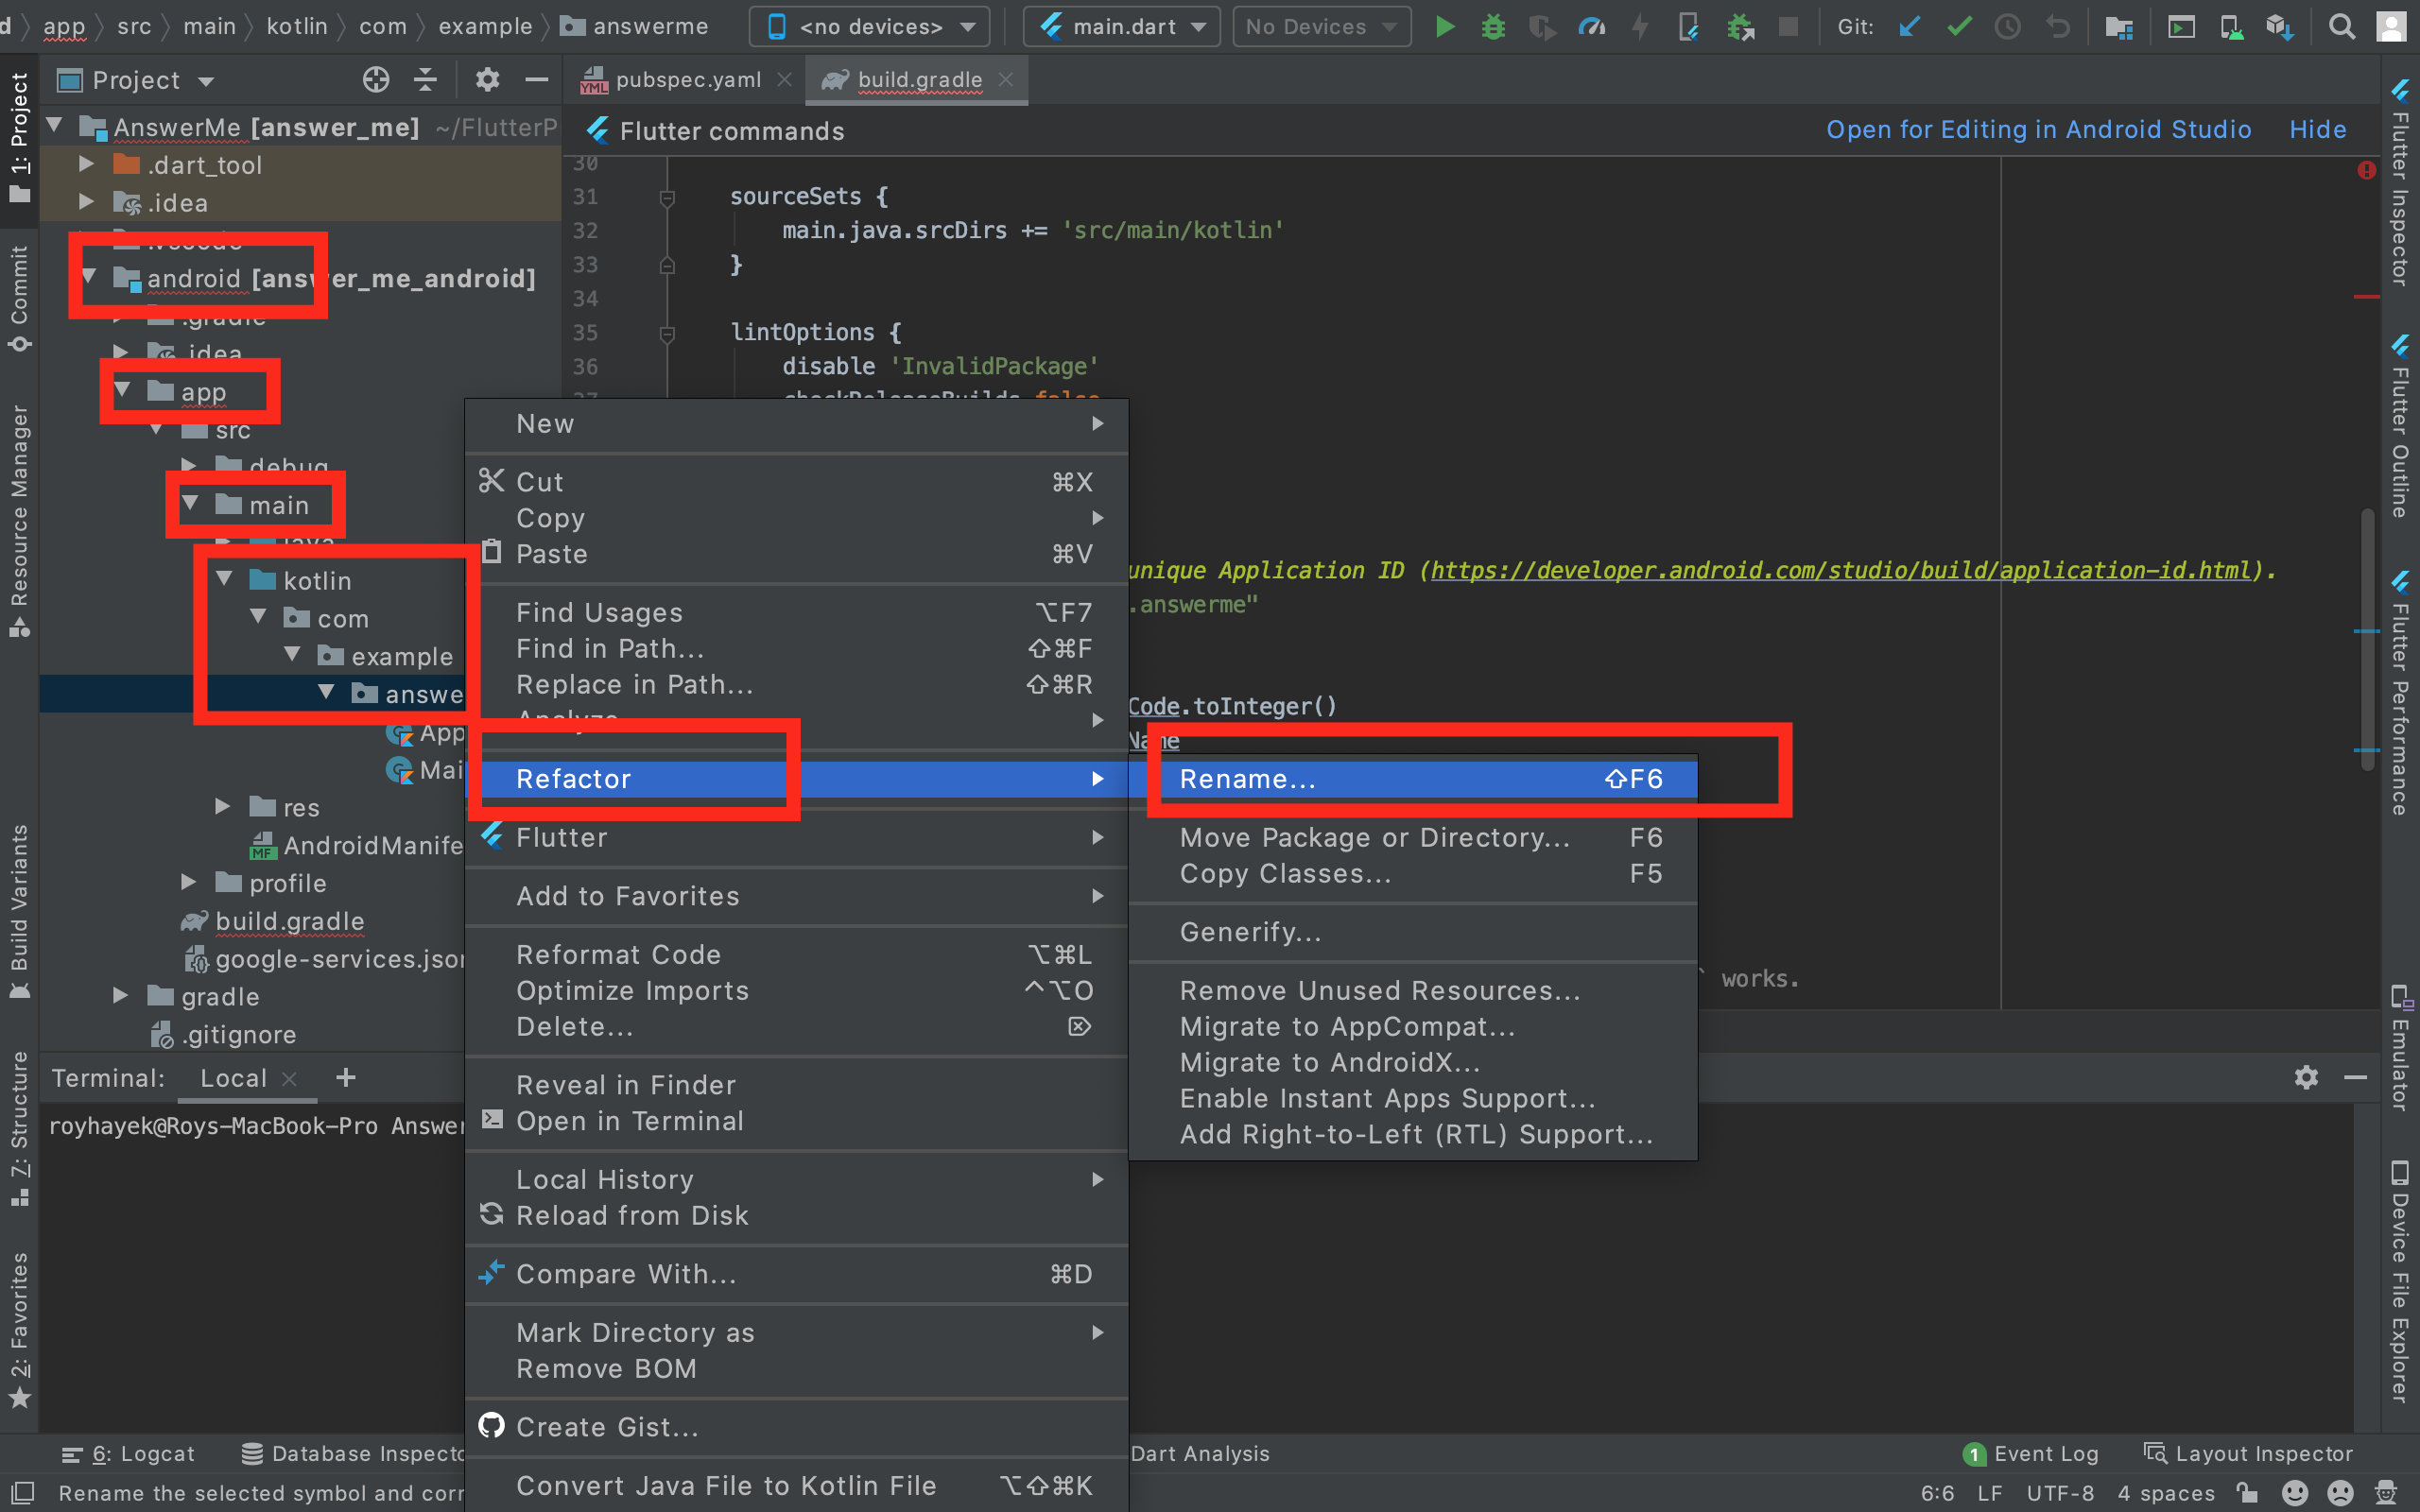 d app src main kotlin com example answerme <no devices> main.dart No Devices Git:
Project
pubspec.yaml build.gradle
AnswerMe [answer_me] ~/FlutterP
.dart_tool
.idea
.vscode
android [answer_me_android]
.gradle
.idea
app
src
debug
main
java
kotlin
com
example
answe
App
Mai
res
AndroidManife
profile
build.gradle
google-services.json
gradle
.gitignore
Flutter commands Open for Editing in Android Studio Hide
30
31 sourceSets {
32 main.java.srcDirs += 'src/main/kotlin'
33 }
34
35 lintOptions {
36 disable 'InvalidPackage'
37 checkReleaseBuilds false
unique Application ID (https://developer.android.com/studio/build/application-id.html).
.answerme"
Code.toInteger()
Name
` works.
New
Cut ⌘X
Copy
Paste ⌘V
Find Usages ⌥F7
Find in Path... ⇧⌘F
Replace in Path... ⇧⌘R
Analyze
Refactor
Flutter
Add to Favorites
Reformat Code ⌥⌘L
Optimize Imports ^⌥O
Delete... ⌦
Reveal in Finder
Open in Terminal
Local History
Reload from Disk
Compare With... ⌘D
Mark Directory as
Remove BOM
Create Gist...
Convert Java File to Kotlin File ⌥⇧⌘K
Rename... ⇧F6
Move Package or Directory... F6
Copy Classes... F5
Generify...
Remove Unused Resources...
Migrate to AppCompat...
Migrate to AndroidX...
Enable Instant Apps Support...
Add Right-to-Left (RTL) Support...
Terminal: Local +
royhayek@Roys-MacBook-Pro Answer
1: Project
Commit
Resource Manager
Build Variants
7: Structure
2: Favorites
Flutter Inspector
Flutter Outline
Flutter Performance
Emulator
Device File Explorer
6: Logcat Database Inspecto Dart Analysis 1 Event Log Layout Inspector
Rename the selected symbol and corr 6:6 LF UTF-8 4 spaces